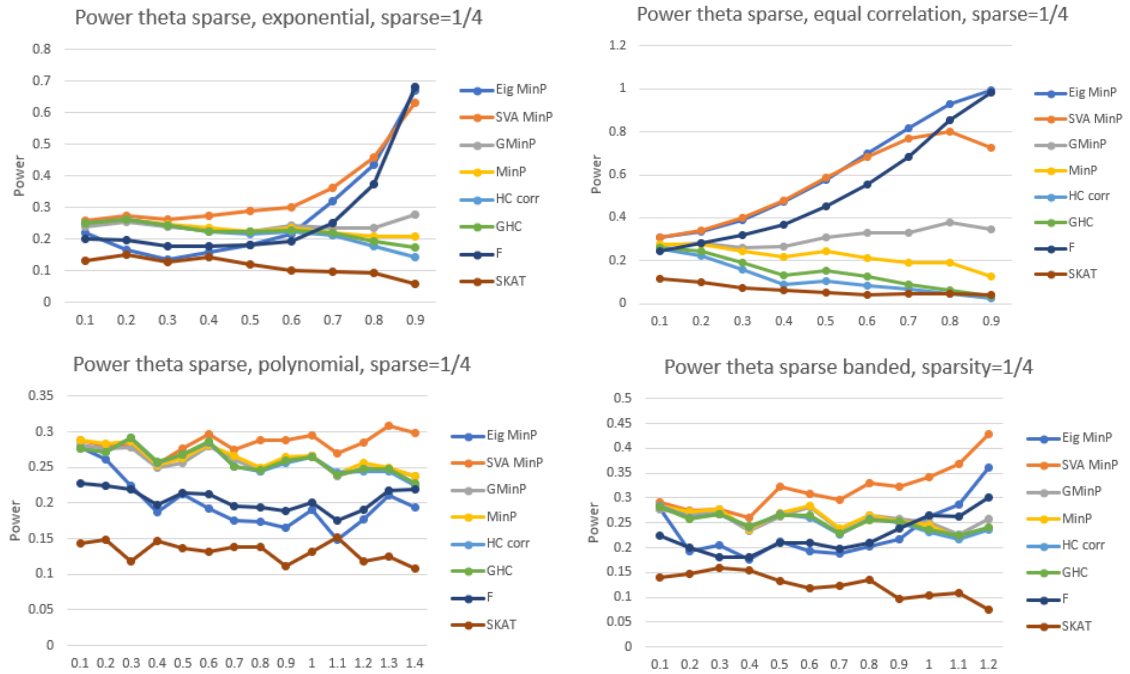 Power theta sparse, exponential, sparse=1/4
0.8
0.7
0.6
0.5
0.4
0.3
0.2
0.1
0
Power
0.1 0.2 0.3 0.4 0.5 0.6 0.7 0.8 0.9
Eig MinP
SVA MinP
GMinP
MinP
HC corr
GHC
F
SKAT
Power theta sparse, equal correlation, sparse=1/4
1.2
1
0.8
0.6
0.4
0.2
0
Power
0.1 0.2 0.3 0.4 0.5 0.6 0.7 0.8 0.9
Eig MinP
SVA MinP
GMinP
MinP
HC corr
GHC
F
SKAT
Power theta sparse, polynomial, sparse=1/4
0.35
0.3
0.25
0.2
0.15
0.1
0.05
0
Power
0.1 0.2 0.3 0.4 0.5 0.6 0.7 0.8 0.9 1 1.1 1.2 1.3 1.4
Eig MinP
SVA MinP
GMinP
MinP
HC corr
GHC
F
SKAT
Power theta sparse banded, sparsity=1/4
0.5
0.45
0.4
0.35
0.3
0.25
0.2
0.15
0.1
0.05
0
Power
0.1 0.2 0.3 0.4 0.5 0.6 0.7 0.8 0.9 1 1.1 1.2
Eig MinP
SVA MinP
GMinP
MinP
HC corr
GHC
F
SKAT